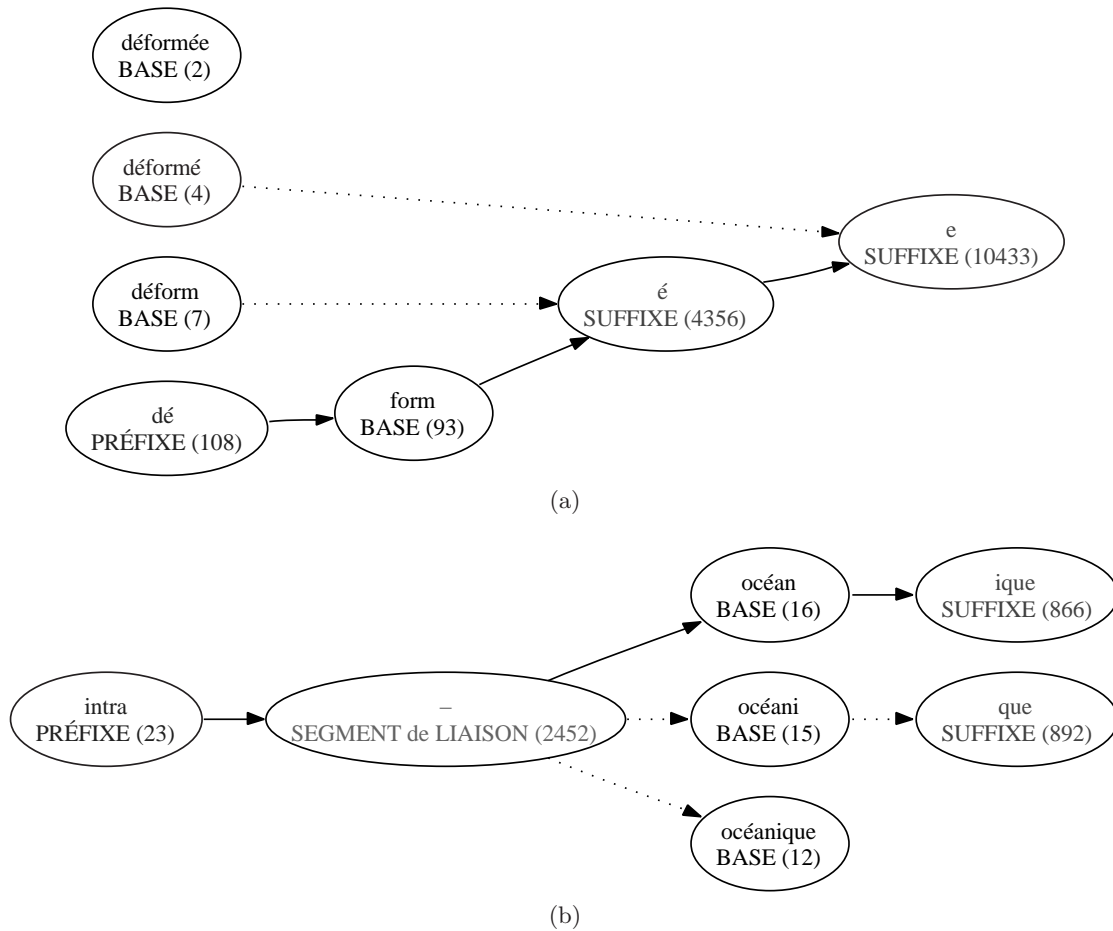 déformée
BASE (2)
déformé
BASE (4)
e
SUFFIXE (10433)
déform
BASE (7)
é
SUFFIXE (4356)
form
BASE (93)
dé
PRÉFIXE (108)
(a)
océan
BASE (16)
ique
SUFFIXE (866)
intra
PRÉFIXE (23)
–
SEGMENT de LIAISON (2452)
océani
BASE (15)
que
SUFFIXE (892)
océanique
BASE (12)
(b)